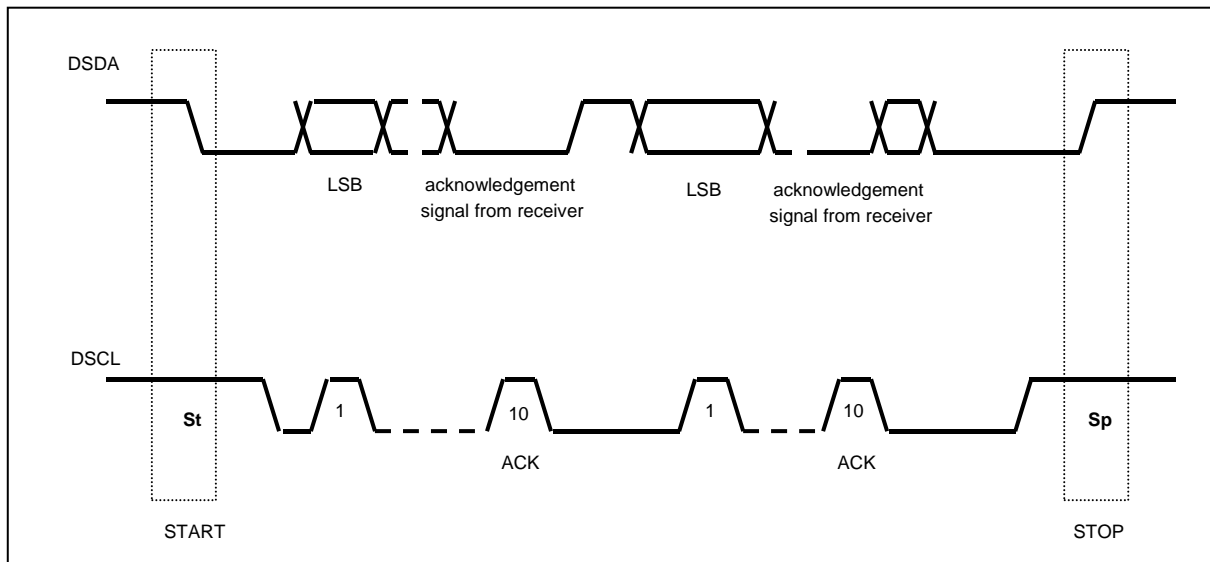 DSDA
LSB
acknowledgement
signal from receiver
LSB
acknowledgement
signal from receiver
DSCL
St
1
10
1
10
Sp
ACK
ACK
START
STOP